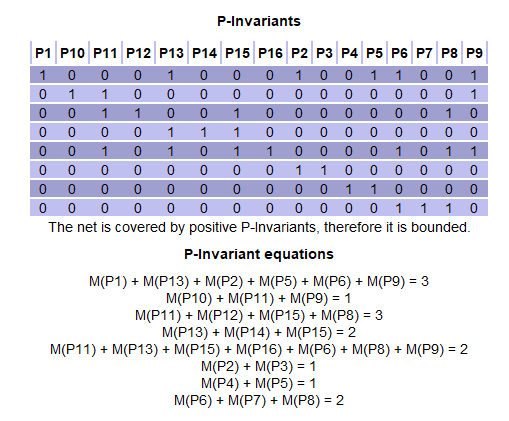 P-Invariants
P1 P10 P11 P12 P13 P14 P15 P16 P2 P3 P4 P5 P6 P7 P8 P9
1 0 0 0 1 0 0 0 1 0 0 1 1 0 0 1
0 1 1 0 0 0 0 0 0 0 0 0 0 0 0 1
0 0 1 1 0 0 1 0 0 0 0 0 0 0 1 0
0 0 0 0 1 1 1 0 0 0 0 0 0 0 0 0
0 0 1 0 1 0 1 1 0 0 0 0 1 0 1 1
0 0 0 0 0 0 0 0 1 1 0 0 0 0 0 0
0 0 0 0 0 0 0 0 0 0 1 1 0 0 0 0
0 0 0 0 0 0 0 0 0 0 0 0 1 1 1 0
The net is covered by positive P-Invariants, therefore it is bounded.
P-Invariant equations
M(P1) + M(P13) + M(P2) + M(P5) + M(P6) + M(P9) = 3
M(P10) + M(P11) + M(P9) = 1
M(P11) + M(P12) + M(P15) + M(P8) = 3
M(P13) + M(P14) + M(P15) = 2
M(P11) + M(P13) + M(P15) + M(P16) + M(P6) + M(P8) + M(P9) = 2
M(P2) + M(P3) = 1
M(P4) + M(P5) = 1
M(P6) + M(P7) + M(P8) = 2